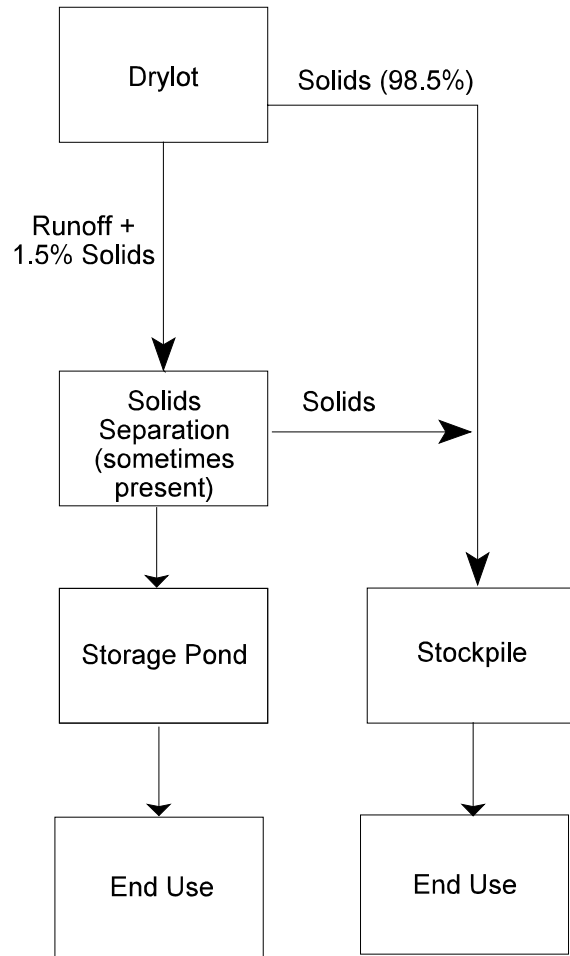 Drylot
Solids (98.5%)
Runoff +
1.5% Solids
Solids
Separation
(sometimes
present)
Solids
Storage Pond
Stockpile
End Use
End Use